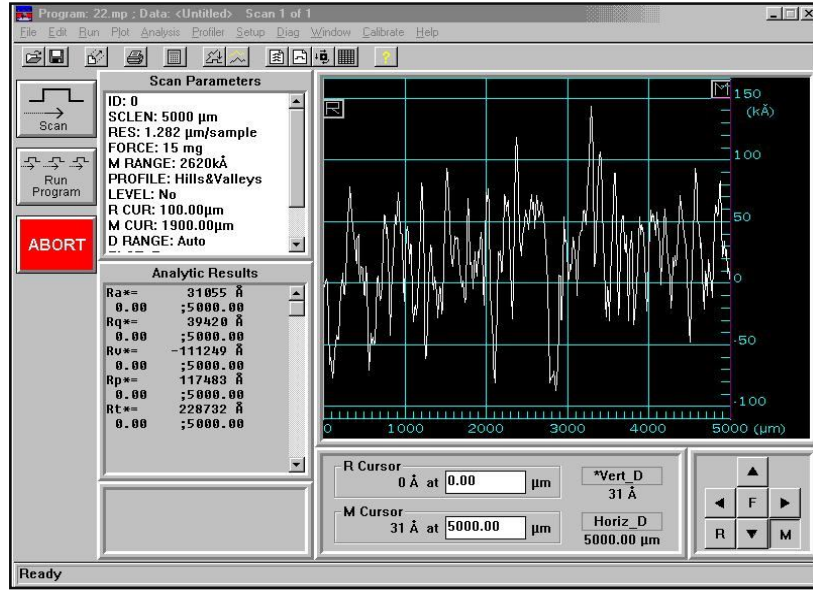 Program: 22.mp ; Data: <Untitled> Scan 1 of 1
File Edit Run Plot Analysis Profiler Setup Diag Window Calibrate Help
Scan
Run
Program
ABORT
Scan Parameters
ID: 0
SCLEN: 5000 µm
RES: 1.282 µm/sample
FORCE: 15 mg
M RANGE: 2620kÅ
PROFILE: Hills&Valleys
LEVEL: No
R CUR: 100.00µm
M CUR: 1900.00µm
D RANGE: Auto
Analytic Results
Ra*= 31055 Å
0.00 ;5000.00
Rq*= 39420 Å
0.00 ;5000.00
Rv*= -111249 Å
0.00 ;5000.00
Rp*= 117483 Å
0.00 ;5000.00
Rt*= 228732 Å
0.00 ;5000.00
R
M
150
(kÅ)
100
50
0
-50
-100
0 1000 2000 3000 4000 5000 (µm)
R Cursor
0 Å at 0.00 µm
M Cursor
31 Å at 5000.00 µm
*Vert_D
31 Å
Horiz_D
5000.00 µm
F
R
M
Ready